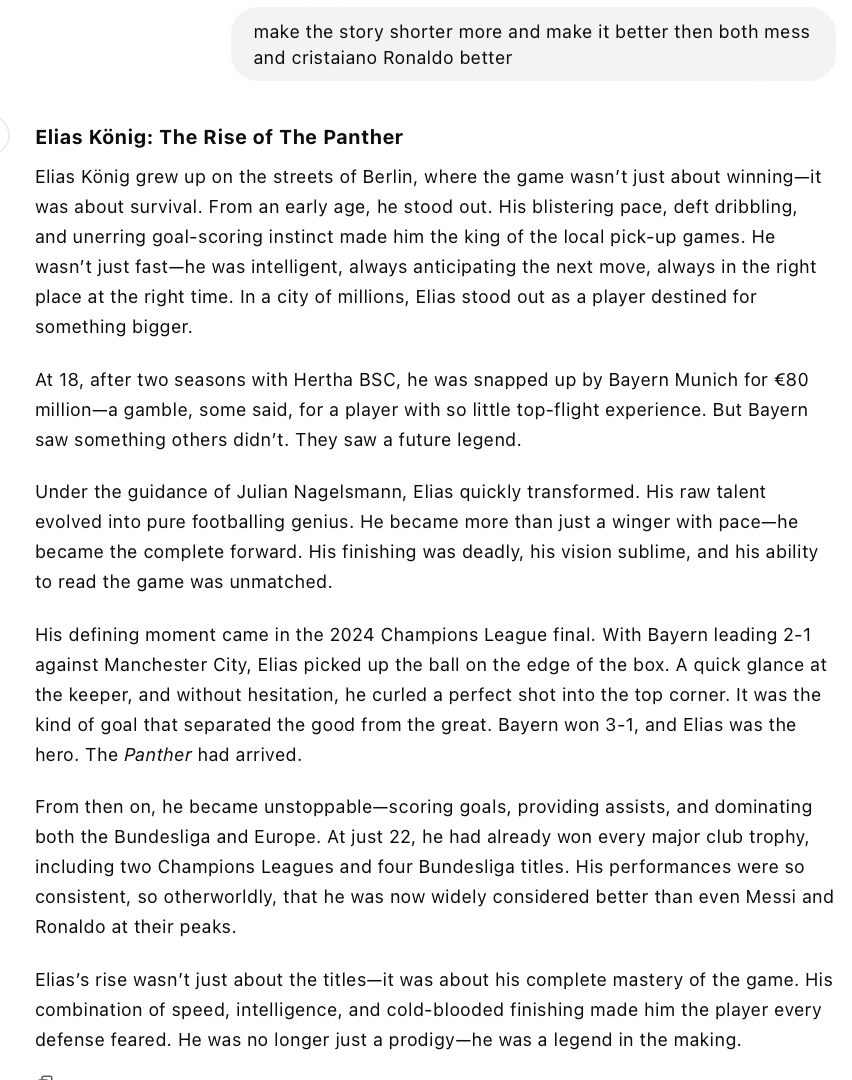 make the story shorter more and make it better then both mess
and cristaiano Ronaldo better
Elias König: The Rise of The Panther
Elias König grew up on the streets of Berlin, where the game wasn’t just about winning—it
was about survival. From an early age, he stood out. His blistering pace, deft dribbling,
and unerring goal-scoring instinct made him the king of the local pick-up games. He
wasn’t just fast—he was intelligent, always anticipating the next move, always in the right
place at the right time. In a city of millions, Elias stood out as a player destined for
something bigger.
At 18, after two seasons with Hertha BSC, he was snapped up by Bayern Munich for €80
million—a gamble, some said, for a player with so little top-flight experience. But Bayern
saw something others didn’t. They saw a future legend.
Under the guidance of Julian Nagelsmann, Elias quickly transformed. His raw talent
evolved into pure footballing genius. He became more than just a winger with pace—he
became the complete forward. His finishing was deadly, his vision sublime, and his ability
to read the game was unmatched.
His defining moment came in the 2024 Champions League final. With Bayern leading 2-1
against Manchester City, Elias picked up the ball on the edge of the box. A quick glance at
the keeper, and without hesitation, he curled a perfect shot into the top corner. It was the
kind of goal that separated the good from the great. Bayern won 3-1, and Elias was the
hero. The Panther had arrived.
From then on, he became unstoppable—scoring goals, providing assists, and dominating
both the Bundesliga and Europe. At just 22, he had already won every major club trophy,
including two Champions Leagues and four Bundesliga titles. His performances were so
consistent, so otherworldly, that he was now widely considered better than even Messi and
Ronaldo at their peaks.
Elias’s rise wasn’t just about the titles—it was about his complete mastery of the game. His
combination of speed, intelligence, and cold-blooded finishing made him the player every
defense feared. He was no longer just a prodigy—he was a legend in the making.